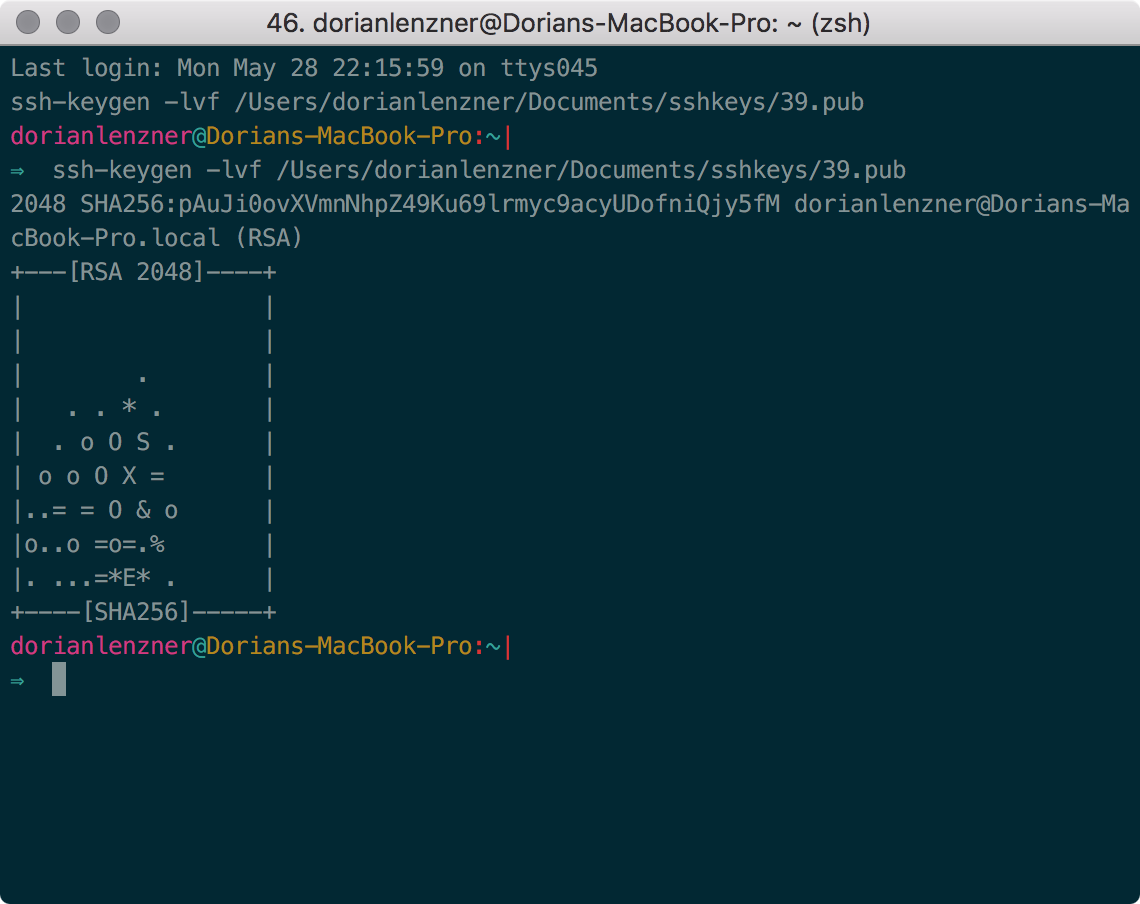 46. dorianlenzner@Dorians-MacBook-Pro: ~ (zsh)
Last login: Mon May 28 22:15:59 on ttys045
ssh-keygen -lvf /Users/dorianlenzner/Documents/sshkeys/39.pub
dorianlenzner@Dorians-MacBook-Pro:~|
⇒  ssh-keygen -lvf /Users/dorianlenzner/Documents/sshkeys/39.pub
2048 SHA256:pAuJi0ovXVmnNhpZ49Ku69lrmyc9acyUDofniQjy5fM dorianlenzner@Dorians-Ma
cBook-Pro.local (RSA)
+---[RSA 2048]----+
|                 |
|                 |
|        .        |
|   . . * .       |
|  . o O S .      |
| o o O X =       |
|..= = O & o      |
|o..o =o=.%       |
|. ...=*E* .      |
+----[SHA256]-----+
dorianlenzner@Dorians-MacBook-Pro:~|
⇒